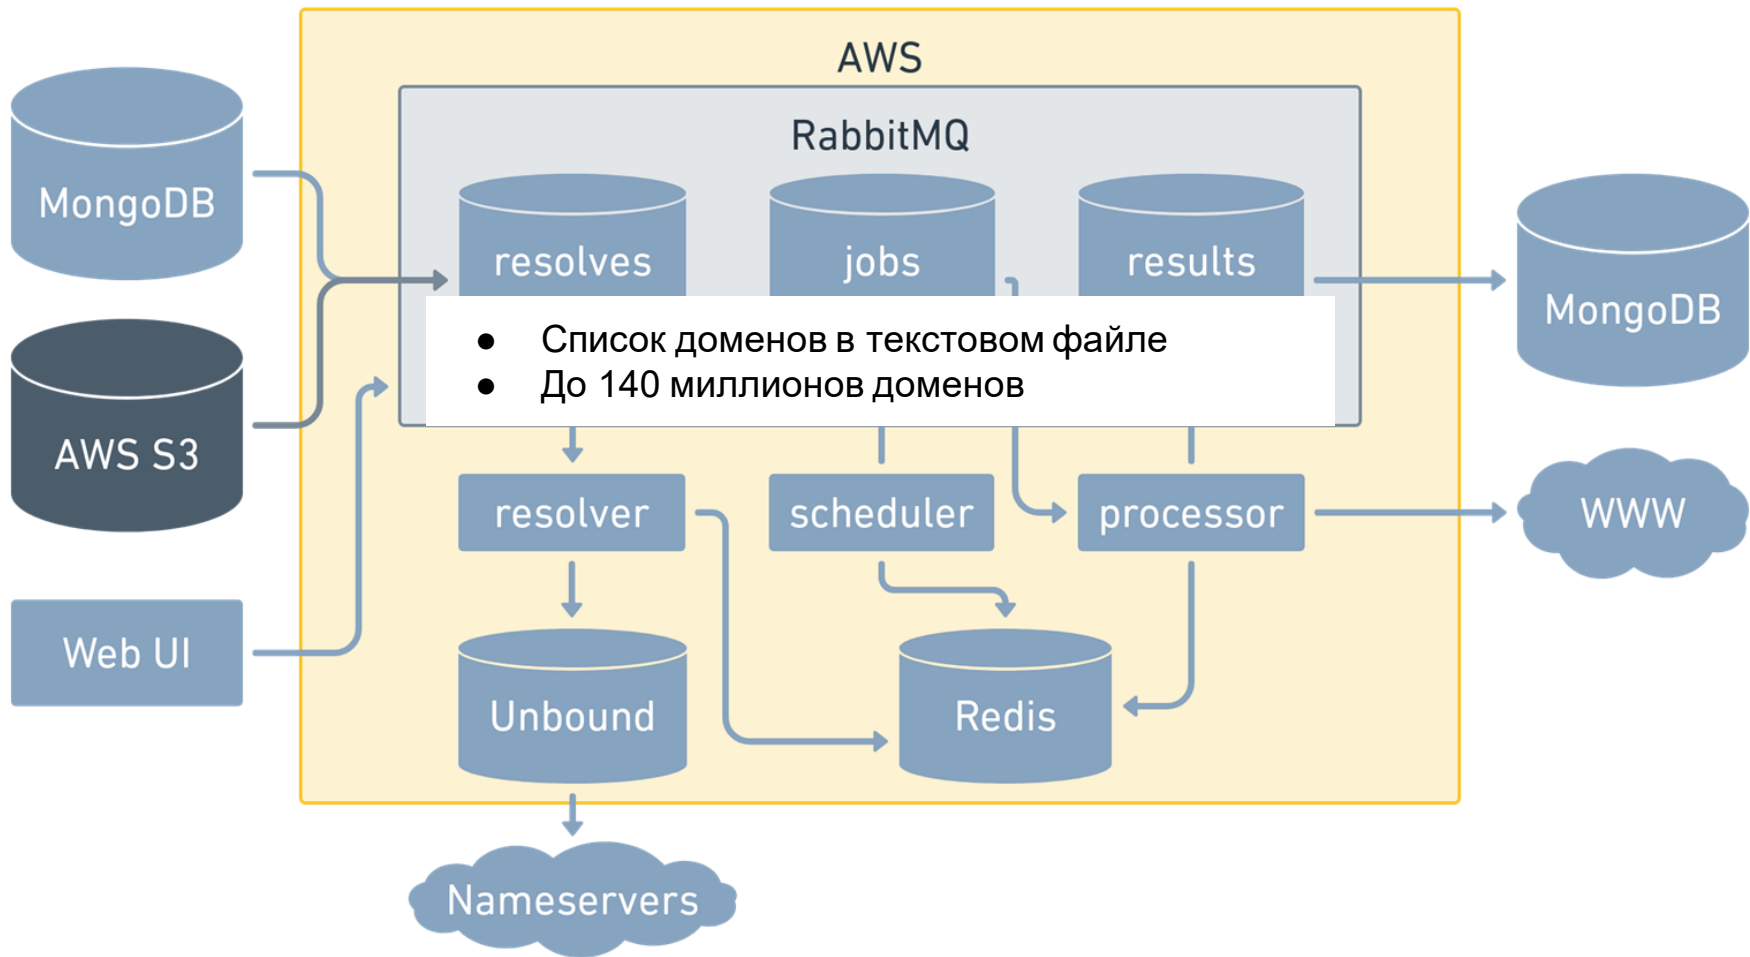 AWS
RabbitMQ
MongoDB
resolves
jobs
results
MongoDB
● Список доменов в текстовом файле
● До 140 миллионов доменов
AWS S3
resolver
scheduler
processor
WWW
Web UI
Unbound
Redis
Nameservers